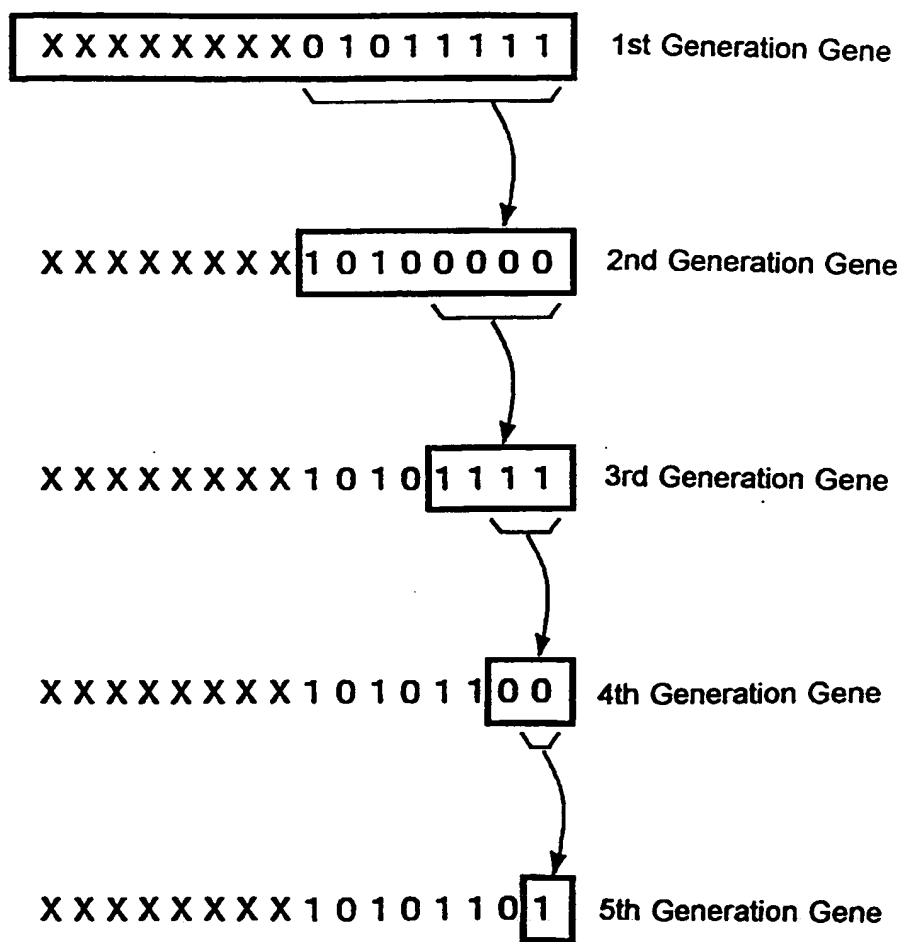 X X X X X X X X 0 1 0 1 1 1 1 1 1st Generation Gene
X X X X X X X X 1 0 1 0 0 0 0 0 2nd Generation Gene
X X X X X X X X 1 0 1 0 1 1 1 1 3rd Generation Gene
X X X X X X X X 1 0 1 0 1 1 0 0 4th Generation Gene
X X X X X X X X 1 0 1 0 1 1 0 1 5th Generation Gene